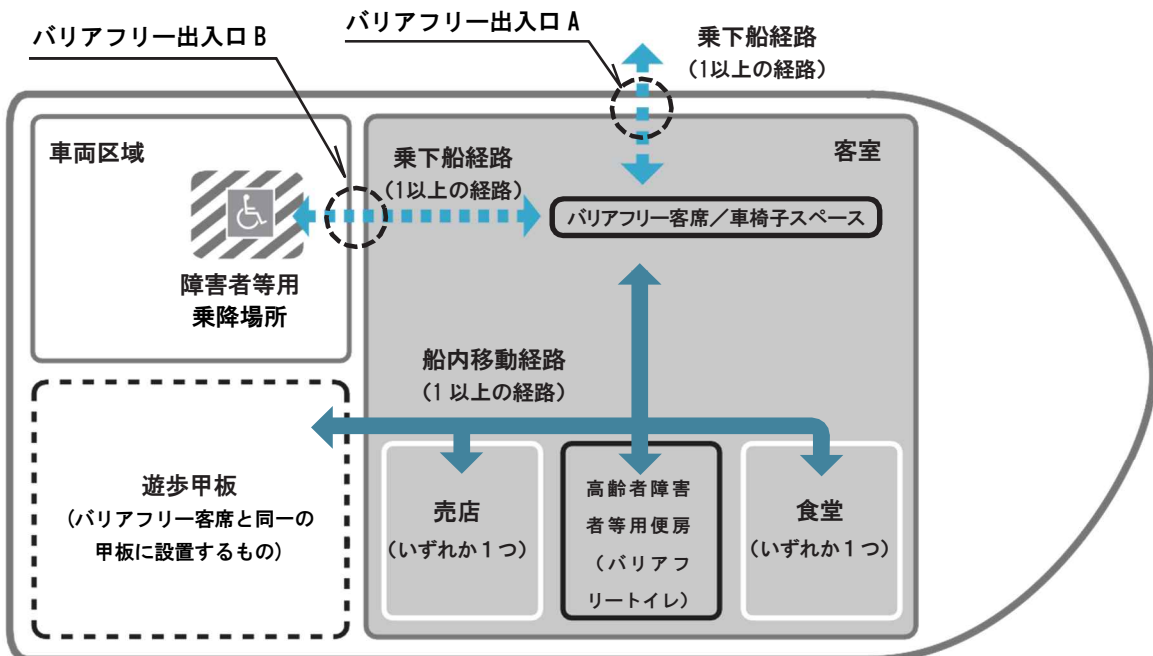 バリアフリー出入口 B
バリアフリー出入口 A
乗下船経路
（1以上の経路）
車両区域
乗下船経路
（1以上の経路）
客室
バリアフリー客席／車椅子スペース
障害者等用
乗降場所
船内移動経路
（1 以上の経路）
遊歩甲板
（バリアフリー客席と同一の
甲板に設置するもの）
売店
（いずれか１つ）
高齢者障害
者等用便房
（バリアフ
リートイレ）
食堂
（いずれか１つ）